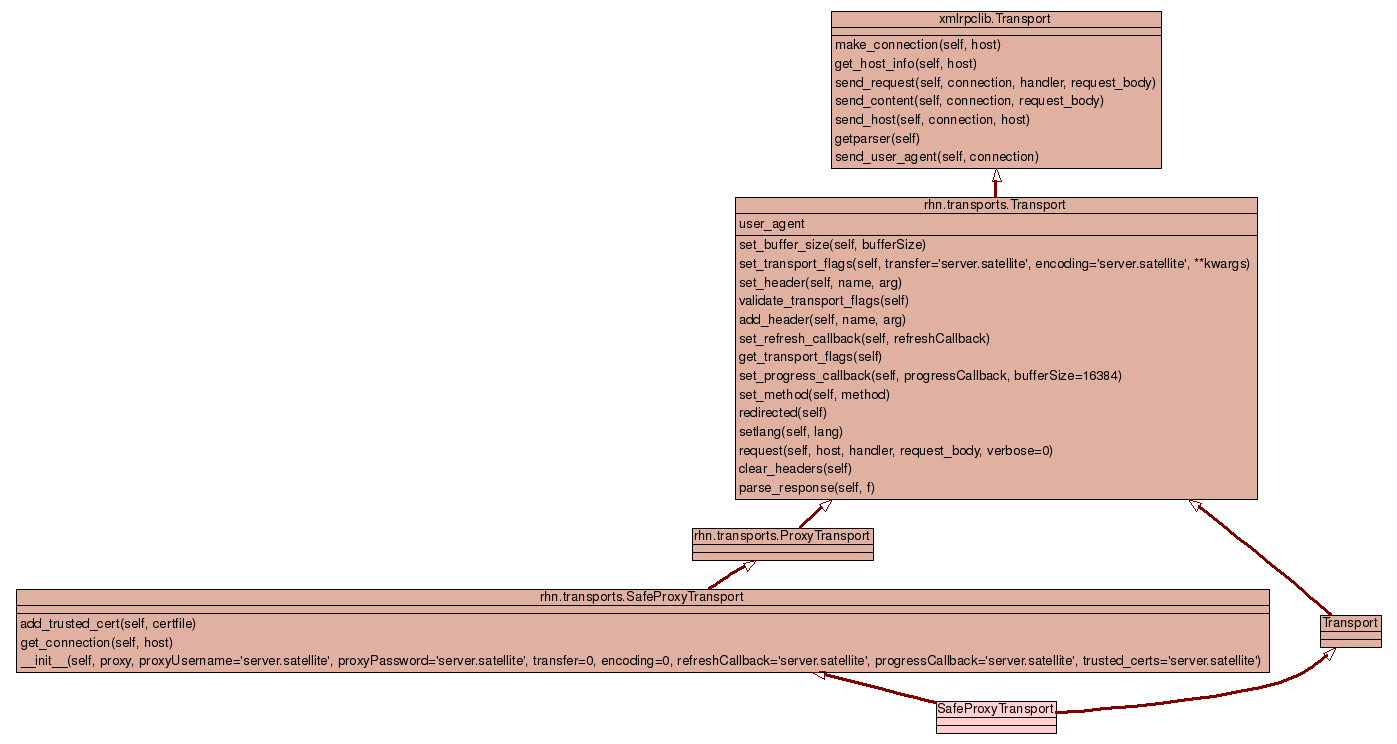 xmlrpclib.Transport
make_connection(self, host)
get_host_info(self, host)
send_request(self, connection, handler, request_body)
send_content(self, connection, request_body)
send_host(self, connection, host)
getparser(self)
send_user_agent(self, connection)
rhn.transports.Transport
user_agent
set_buffer_size(self, bufferSize)
set_transport_flags(self, transfer='server.satellite', encoding='server.satellite', **kwargs)
set_header(self, name, arg)
validate_transport_flags(self)
add_header(self, name, arg)
set_refresh_callback(self, refreshCallback)
get_transport_flags(self)
set_progress_callback(self, progressCallback, bufferSize=16384)
set_method(self, method)
redirected(self)
setlang(self, lang)
request(self, host, handler, request_body, verbose=0)
clear_headers(self)
parse_response(self, f)
rhn.transports.ProxyTransport
rhn.transports.SafeProxyTransport
add_trusted_cert(self, certfile)
get_connection(self, host)
__init__(self, proxy, proxyUsername='server.satellite', proxyPassword='server.satellite', transfer=0, encoding=0, refreshCallback='server.satellite', progressCallback='server.satellite', trusted_certs='server.satellite')
Transport
SafeProxyTransport